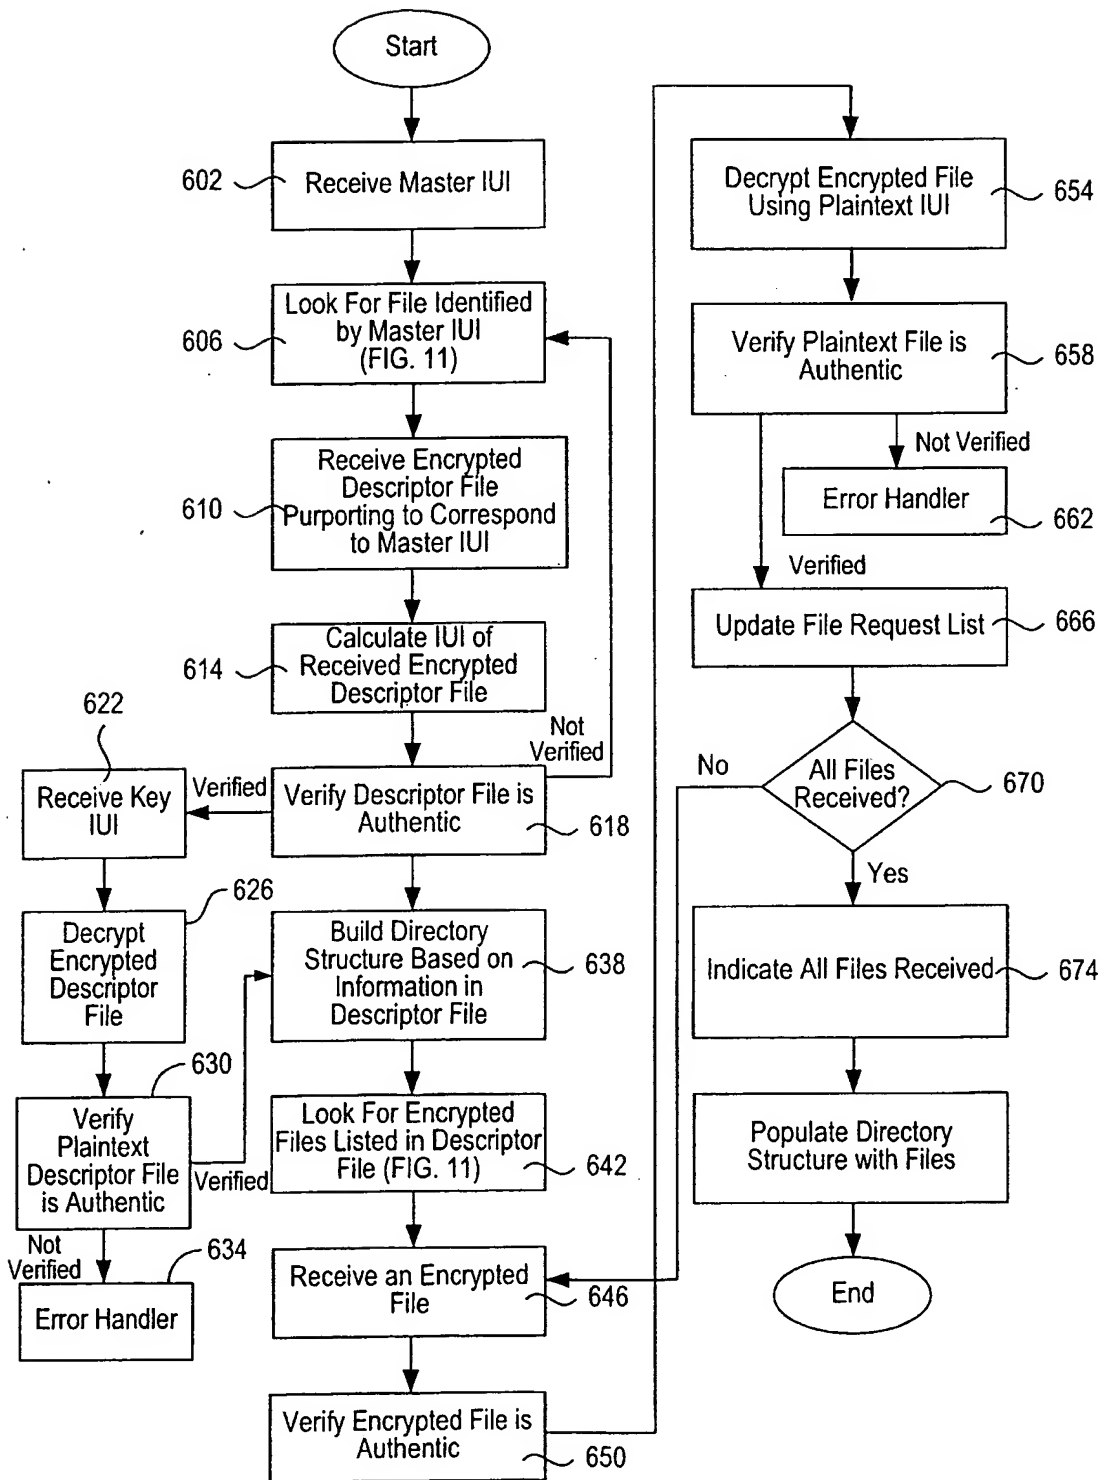 Start
602
Receive Master IUI
606
Look For File Identified
by Master IUI
(FIG. 11)
610
Receive Encrypted
Descriptor File
Purporting to Correspond
to Master IUI
614
Calculate IUI of
Received Encrypted
Descriptor File
Not
Verified
Verify Descriptor File is
Authentic
618
Verified
622
Receive Key
IUI
626
Decrypt
Encrypted
Descriptor
File
630
Verify
Plaintext
Descriptor File
is Authentic
Verified
Not
Verified
634
Error Handler
Build Directory
Structure Based on
Information in
Descriptor File
638
Look For Encrypted
Files Listed in Descriptor
File (FIG. 11)
642
Receive an Encrypted
File
646
Verify Encrypted File is
Authentic
650
Decrypt Encrypted File
Using Plaintext IUI
654
Verify Plaintext File is
Authentic
658
Not Verified
Error Handler
662
Verified
Update File Request List
666
All Files
Received?
670
No
Yes
Indicate All Files Received
674
Populate Directory
Structure with Files
End